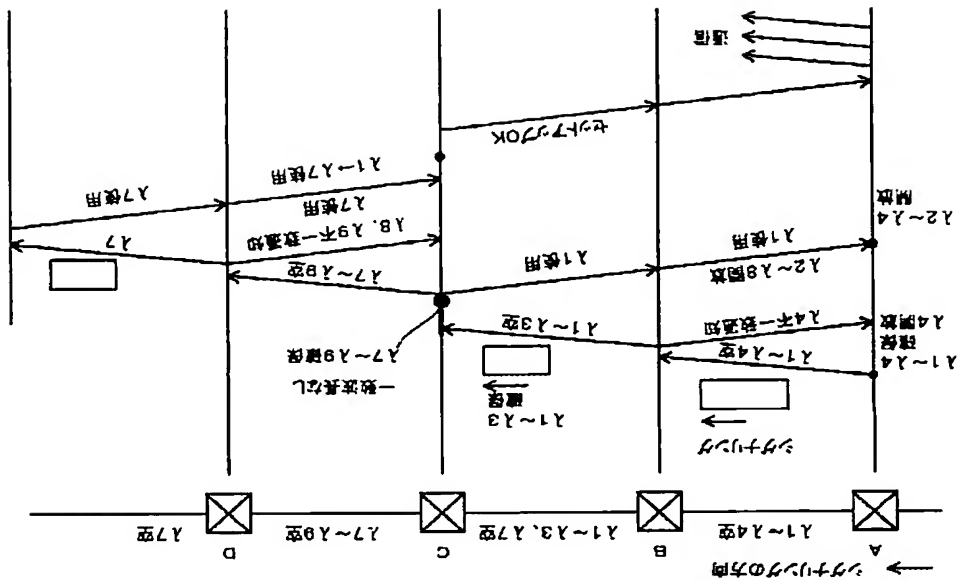 シグナリングの方向
A
B
C
D
λ1〜λ4空
λ1〜λ3、λ7空
λ7〜λ9空
λ7空
シグナリング
λ1〜λ3
確保
λ1〜λ4
確保
λ4開放
λ1〜λ4空
λ4不一致通知
λ1〜λ3空
一致波長なし
λ7〜λ9確保
λ2〜λ8開放
λ1使用
λ1使用
λ7〜λ9空
λ8、λ9不一致通知
λ7
λ2〜λ4
開放
λ7使用
λ1→λ7使用
λ7使用
セットアップOK
返信